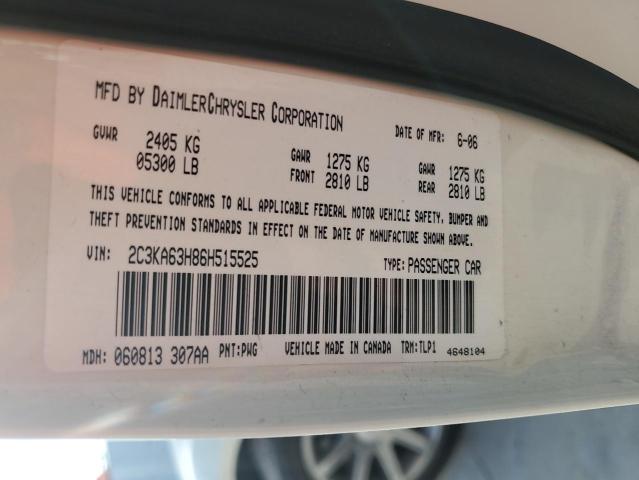 MFD BY DAIMLERCHRYSLER CORPORATION DATE OF MFR: 6-06
GVWR 2405 KG GAWR 1275 KG GAWR 1275 KG
05300 LB FRONT 2810 LB REAR 2810 LB
THIS VEHICLE CONFORMS TO ALL APPLICABLE FEDERAL MOTOR VEHICLE SAFETY, BUMPER AND
THEFT PREVENTION STANDARDS IN EFFECT ON THE DATE OF MANUFACTURE SHOWN ABOVE.
VIN: 2C3KA63H86H515525 TYPE: PASSENGER CAR
MDH: 060813 307AA PNT:PWG VEHICLE MADE IN CANADA TRM:TLP1 4648104